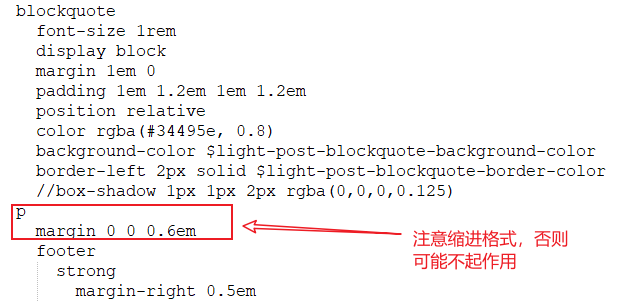 blockquote
font-size 1rem
display block
margin 1em 0
padding 1em 1.2em 1em 1.2em
position relative
color rgba(#34495e, 0.8)
background-color $light-post-blockquote-background-color
border-left 2px solid $light-post-blockquote-border-color
//box-shadow 1px 1px 2px rgba(0,0,0,0.125)
p
margin 0 0 0.6em
注意缩进格式，否则
可能不起作用
footer
strong
margin-right 0.5em